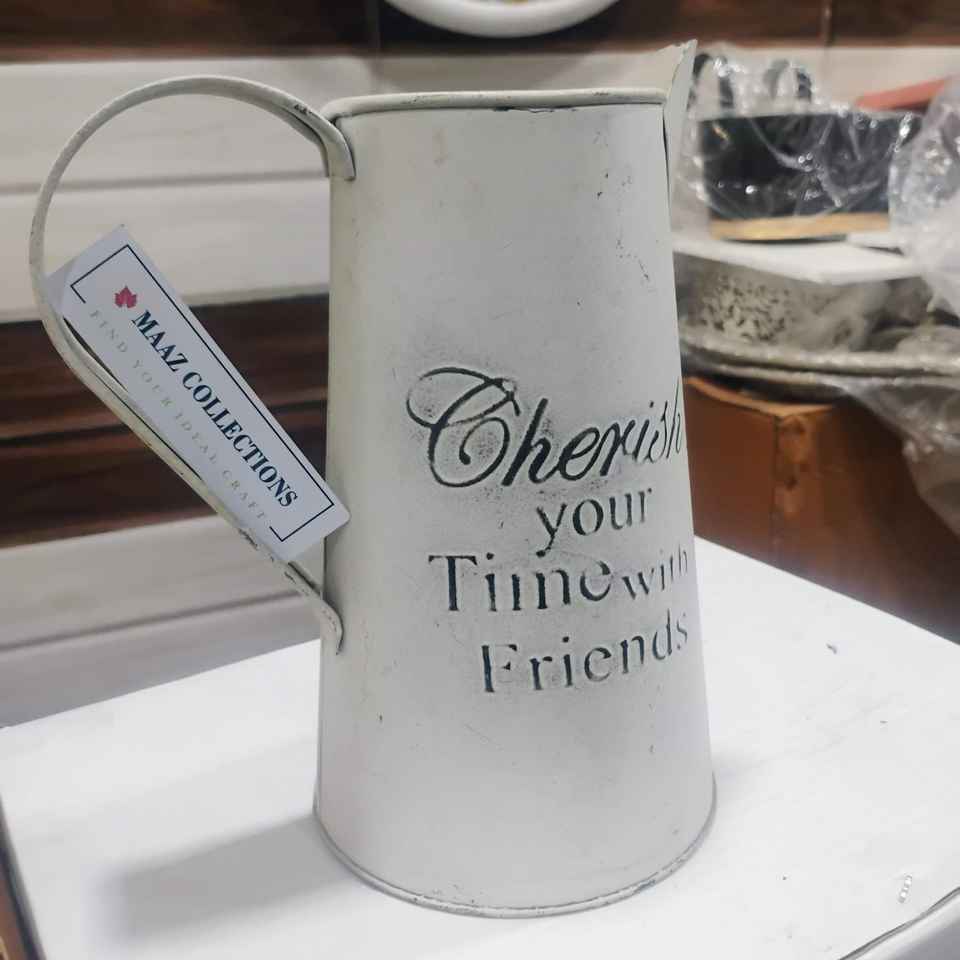 MAAZ COLLECTIONS
FIND YOUR IDEAL CRAFT
Cherish
your
Time with
Friends